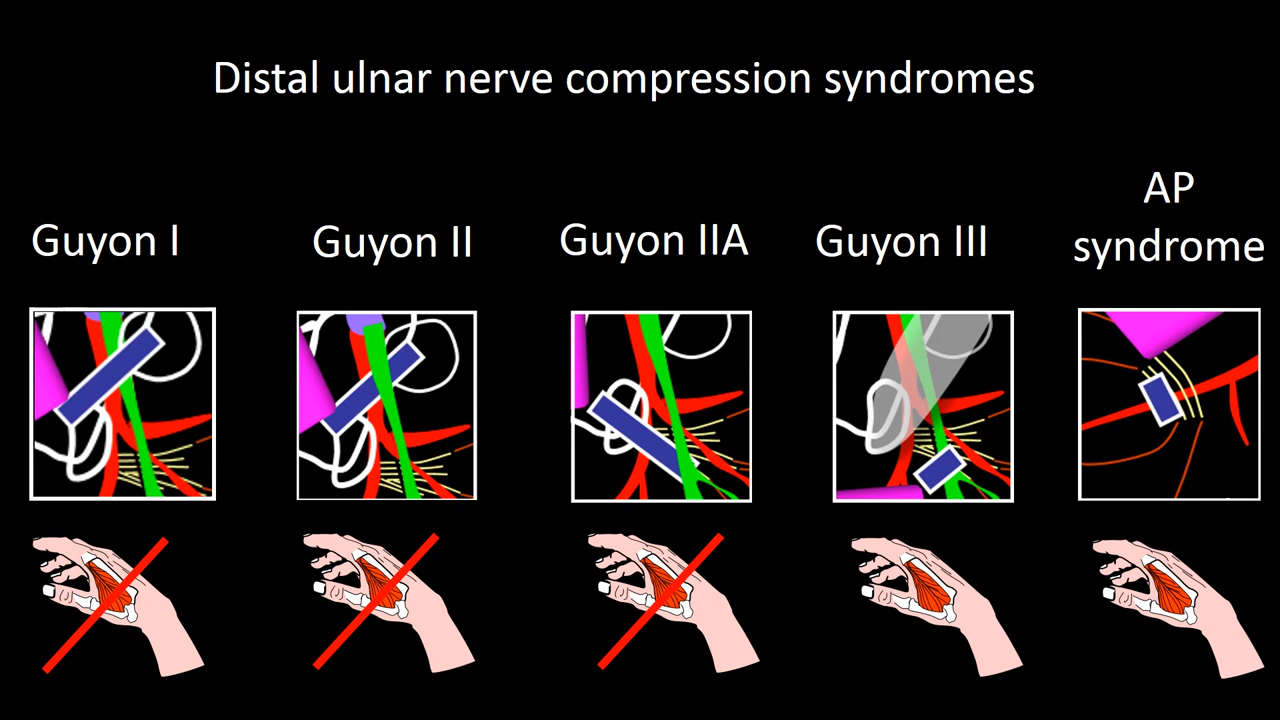 Distal ulnar nerve compression syndromes
Guyon I
Guyon II
Guyon IIA
Guyon III
AP
syndrome